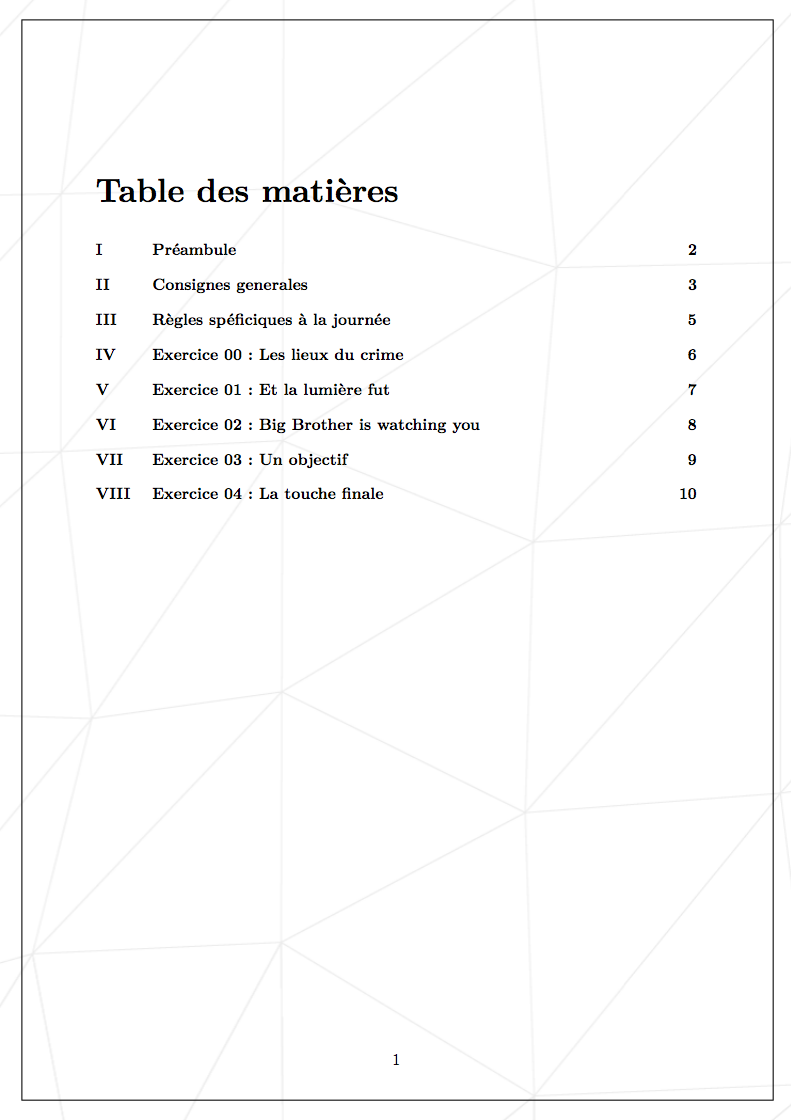 Table des matières
I Préambule 2
II Consignes generales 3
III Règles spéficiques à la journée 5
IV Exercice 00 : Les lieux du crime 6
V Exercice 01 : Et la lumière fut 7
VI Exercice 02 : Big Brother is watching you 8
VII Exercice 03 : Un objectif 9
VIII Exercice 04 : La touche finale 10
1